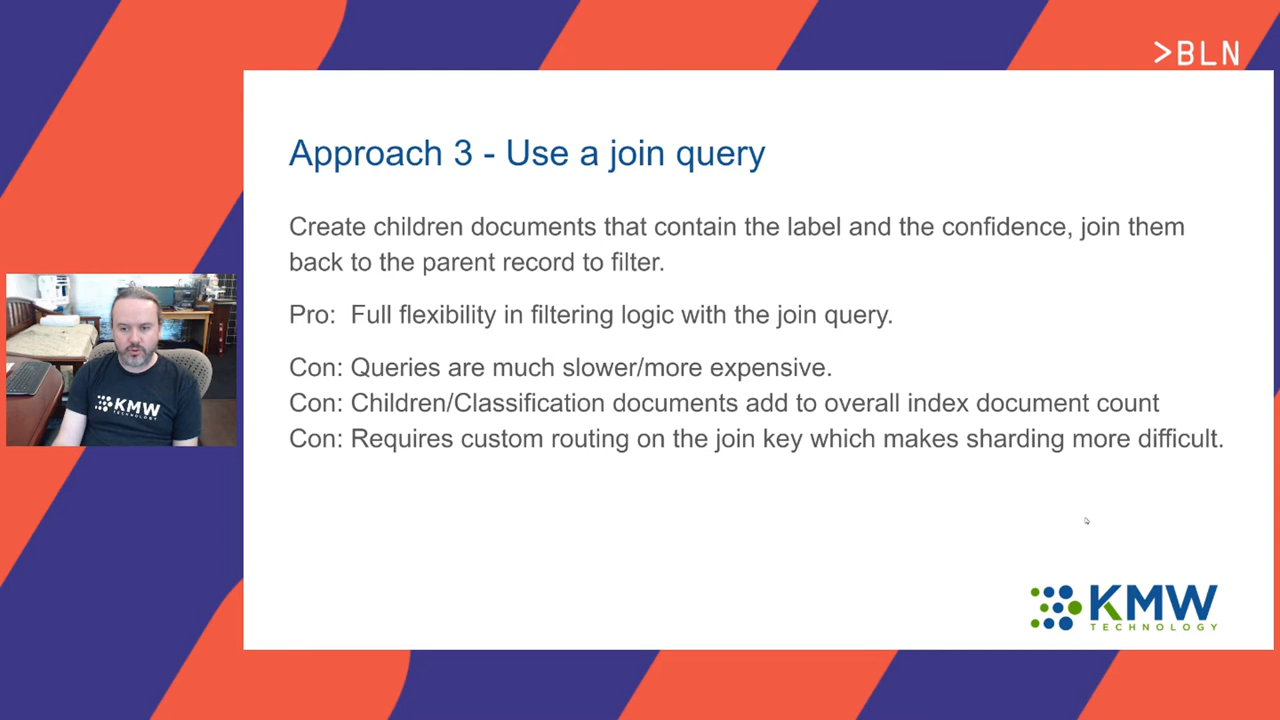 >BLN
Approach 3 - Use a join query
Create children documents that contain the label and the confidence, join them
back to the parent record to filter.
Pro: Full flexibility in filtering logic with the join query.
Con: Queries are much slower/more expensive.
Con: Children/Classification documents add to overall index document count
Con: Requires custom routing on the join key which makes sharding more difficult.
KMW
TECHNOLOGY
KMW
TECHNOLOGY